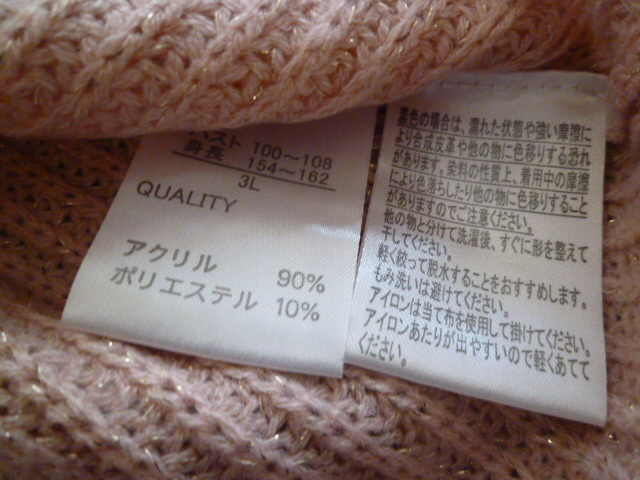 バスト 100～108
身長 154～162
3L
QUALITY
アクリル 90%
ポリエステル 10%
濃色の場合は、濡れた状態や強い摩擦に
より合成皮革や他の物に色移りする恐れ
があります。染料の性質上、着用中の摩擦
により色落ちしたり他の物に色移りすること
がありますのでご注意ください。
他の物と分けて洗濯後、すぐに形を整えて
干してください。
軽く絞って脱水することをおすすめします。
もみ洗いは避けてください。
アイロンは当て布を使用して掛けてください。
アイロンあたりが出やすいので軽くあてて
ください。